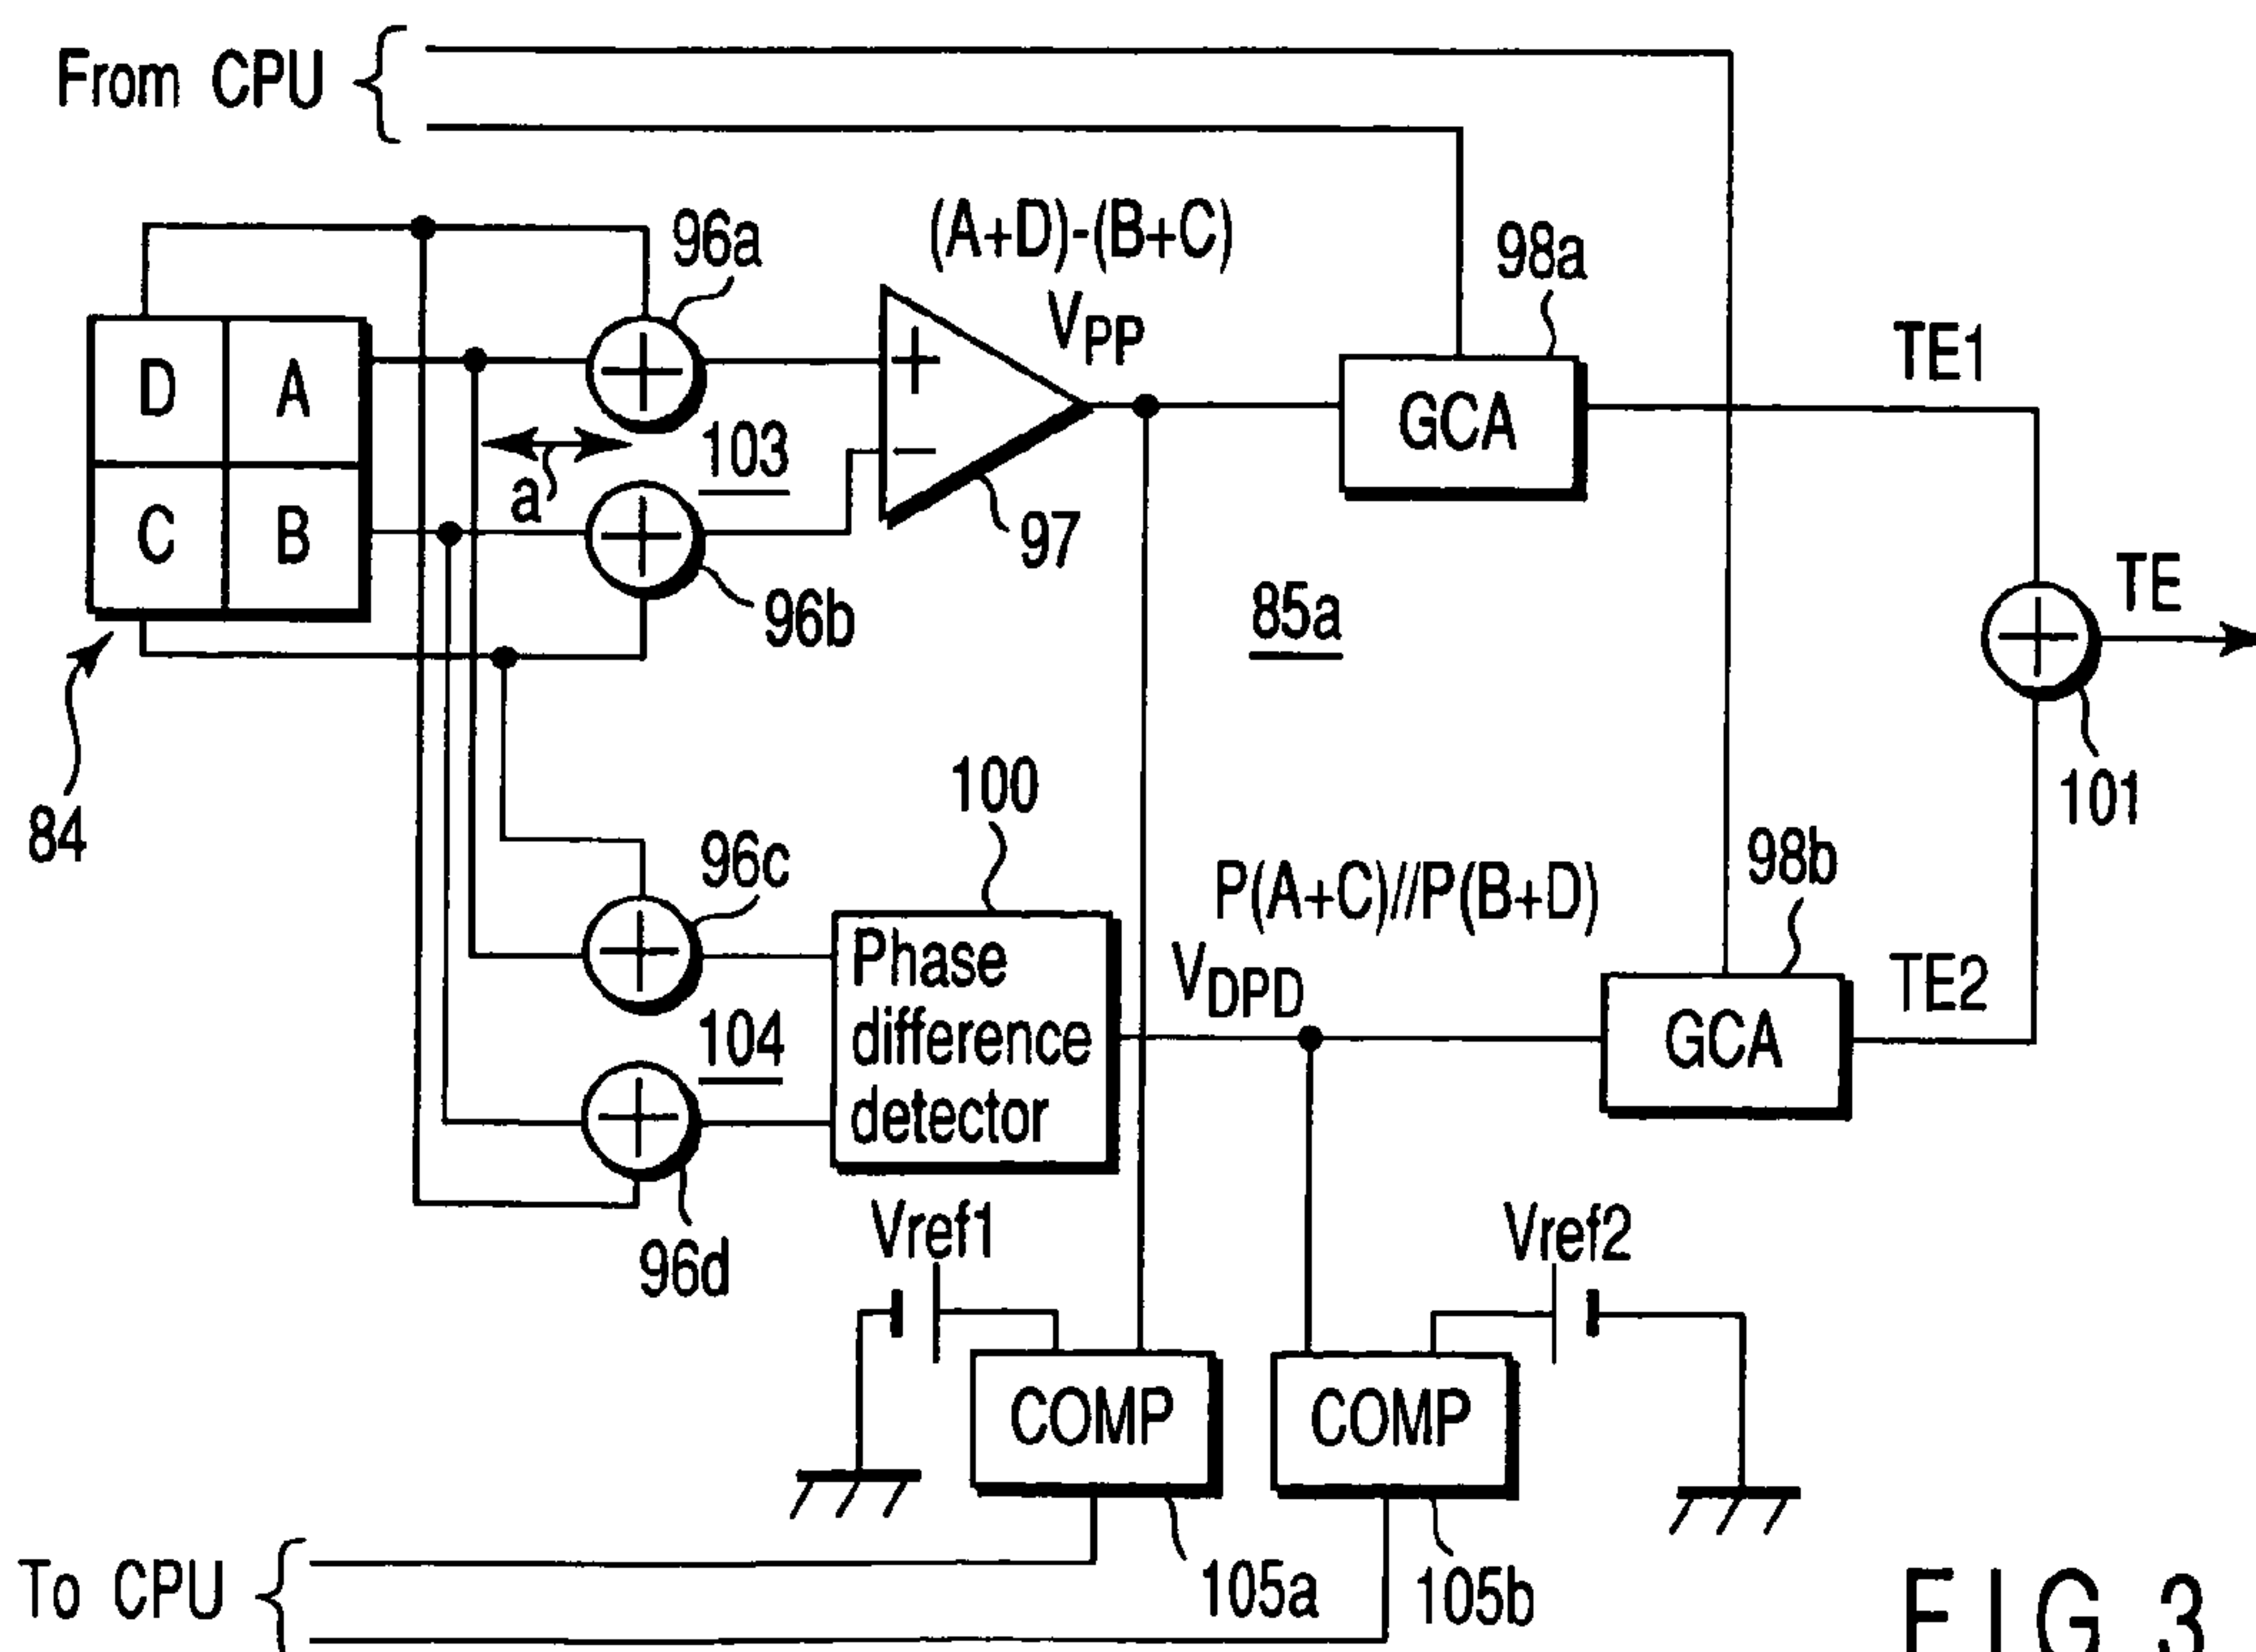 From CPU
(A+D)-(B+C)
96a
98a
VPP
TE1
D A
+
GCA
103
a
C B
-
97
TE
96b
85a
84
100
101
96c
P(A+C)//P(B+D)
98b
VDPD
TE2
Phase
difference
detector
104
GCA
96d
Vref1
Vref2
COMP
COMP
To CPU
105a
105b
FIG. 3